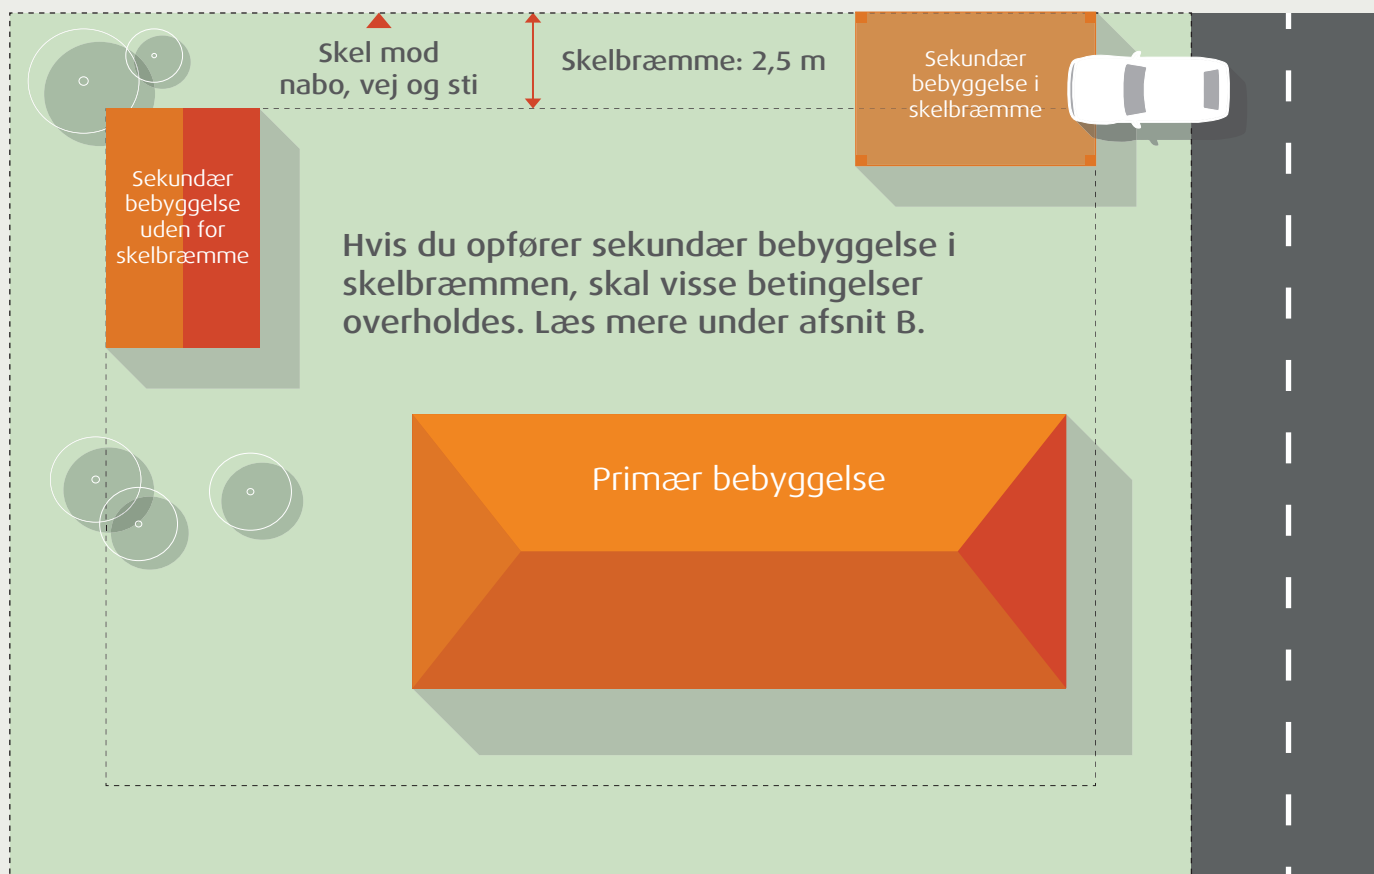 Skel mod
nabo, vej og sti
Skelbræmme: 2,5 m
Sekundær
bebyggelse i
skelbræmme
Sekundær
bebyggelse
uden for
skelbræmme
Hvis du opfører sekundær bebyggelse i
skelbræmmen, skal visse betingelser
overholdes. Læs mere under afsnit B.
Primær bebyggelse